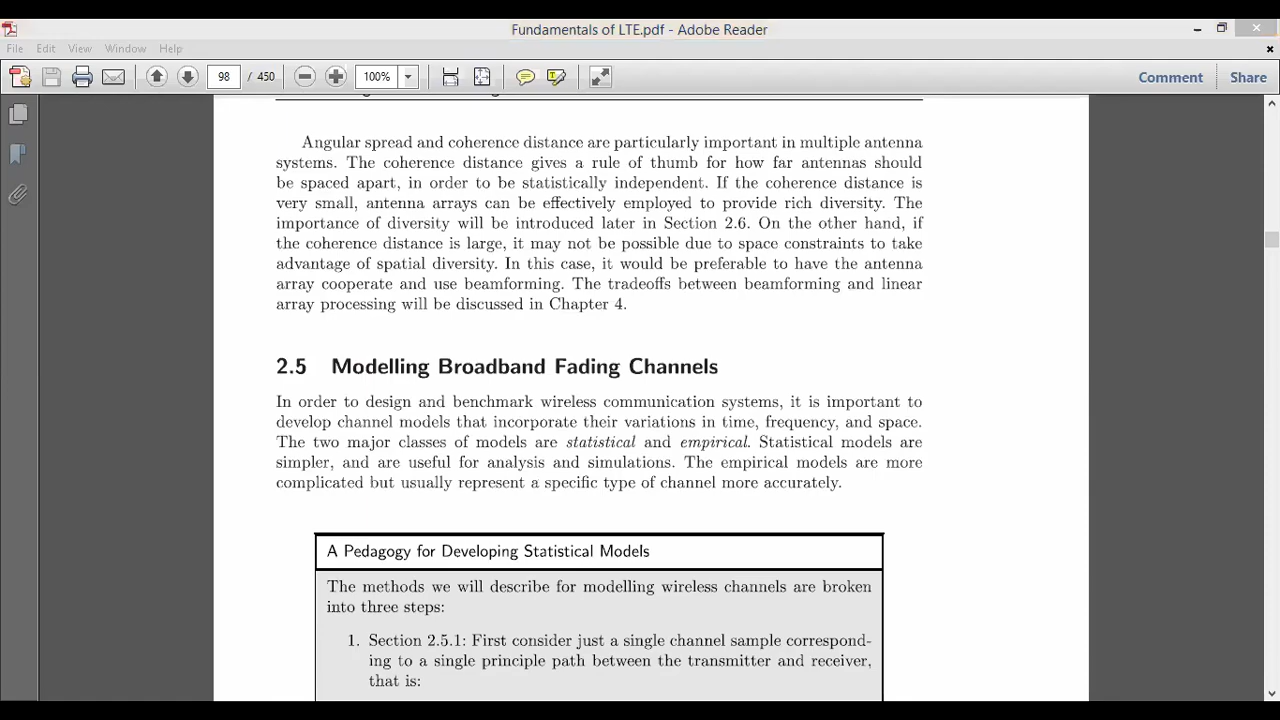 Fundamentals of LTE.pdf - Adobe Reader
File Edit View Window Help
98 / 450 100% Comment Share
Angular spread and coherence distance are particularly important in multiple antenna
systems. The coherence distance gives a rule of thumb for how far antennas should
be spaced apart, in order to be statistically independent. If the coherence distance is
very small, antenna arrays can be effectively employed to provide rich diversity. The
importance of diversity will be introduced later in Section 2.6. On the other hand, if
the coherence distance is large, it may not be possible due to space constraints to take
advantage of spatial diversity. In this case, it would be preferable to have the antenna
array cooperate and use beamforming. The tradeoffs between beamforming and linear
array processing will be discussed in Chapter 4.
2.5 Modelling Broadband Fading Channels
In order to design and benchmark wireless communication systems, it is important to
develop channel models that incorporate their variations in time, frequency, and space.
The two major classes of models are statistical and empirical. Statistical models are
simpler, and are useful for analysis and simulations. The empirical models are more
complicated but usually represent a specific type of channel more accurately.
A Pedagogy for Developing Statistical Models
The methods we will describe for modelling wireless channels are broken
into three steps:
1. Section 2.5.1: First consider just a single channel sample correspond-
ing to a single principle path between the transmitter and receiver,
that is: